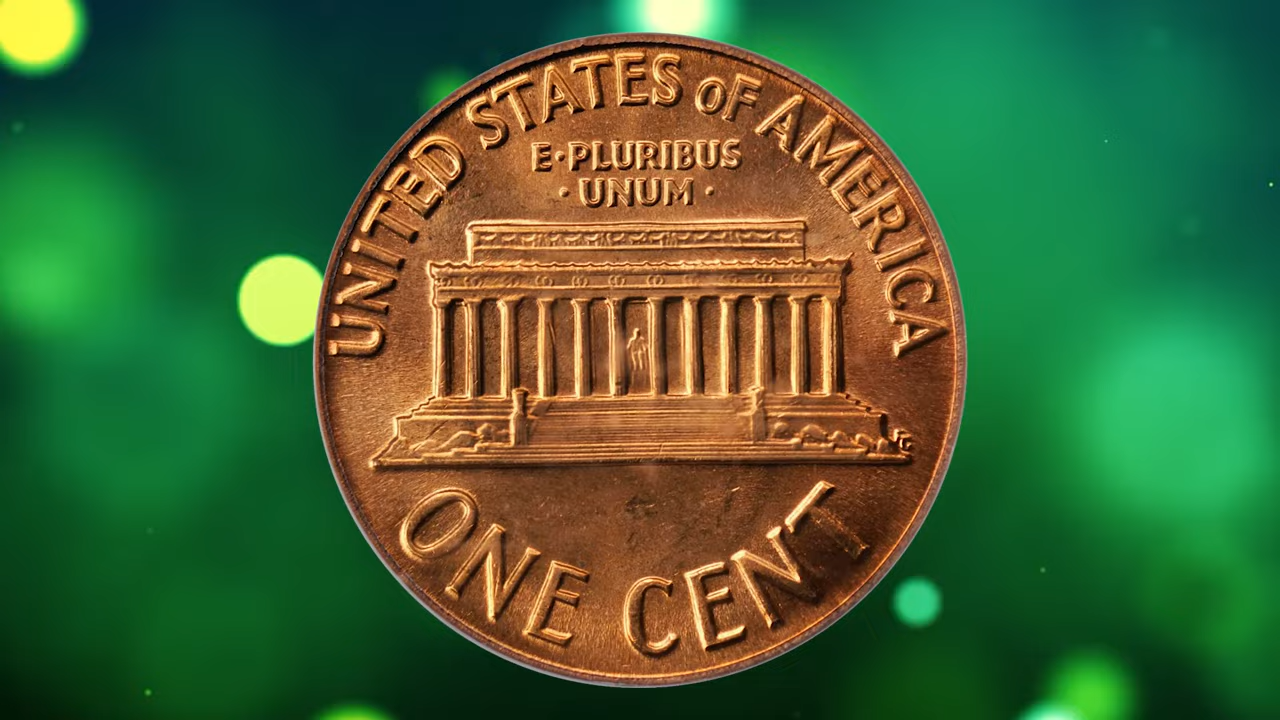 UNITED STATES OF AMERICA
E·PLURIBUS
·UNUM·
ONE CENT